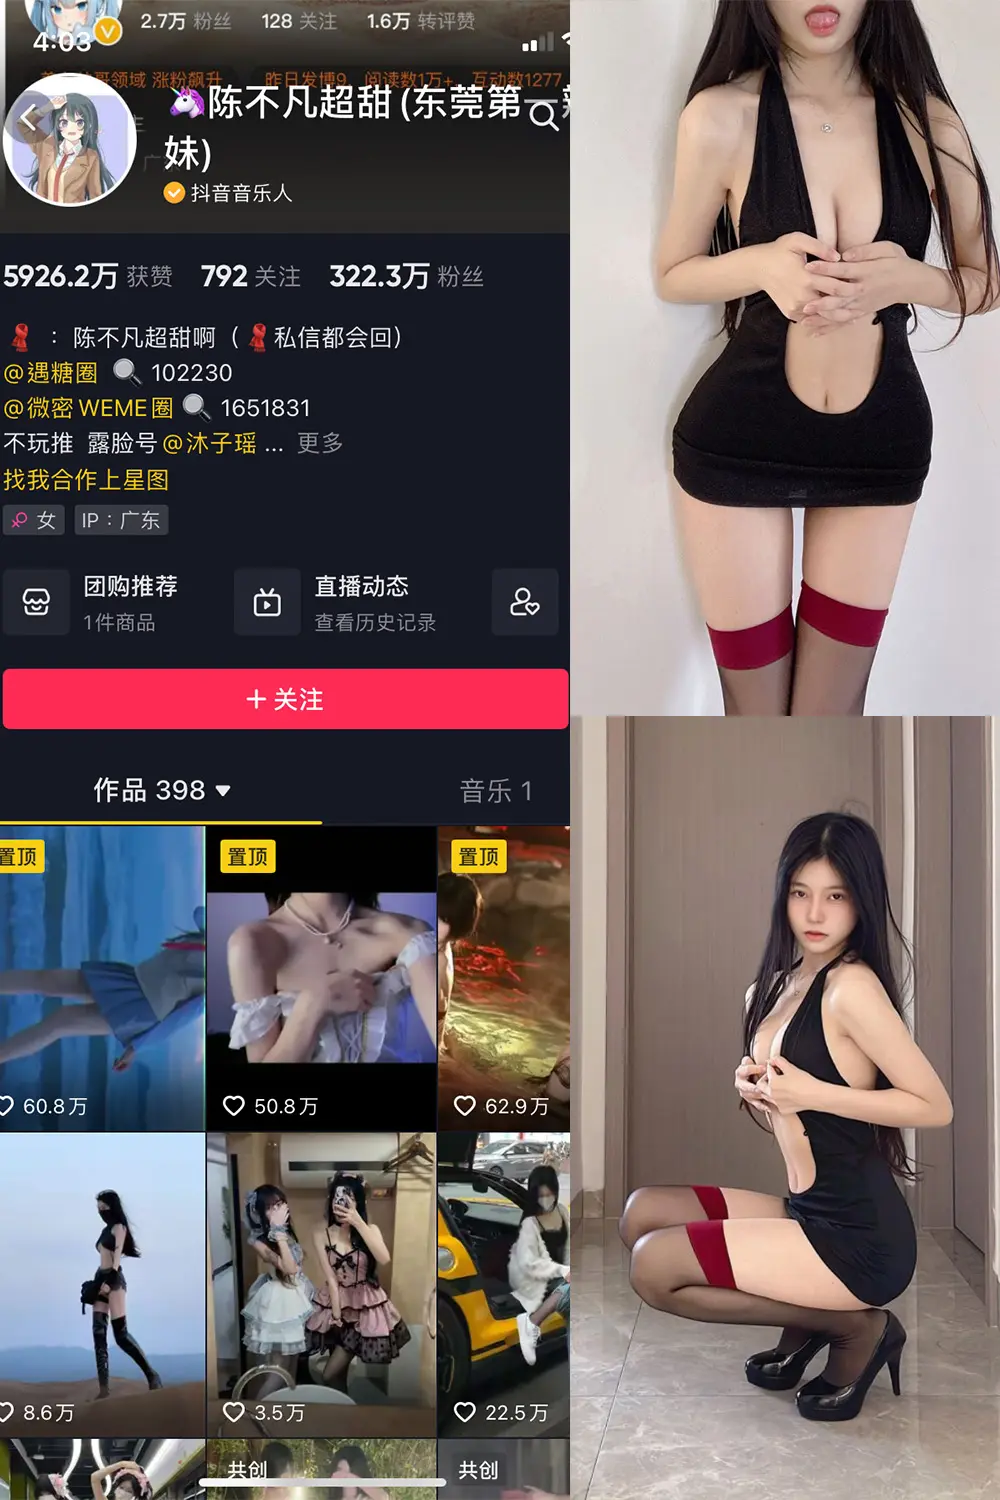 2.7万 粉丝 128 关注 1.6万 转评赞
4:03
领域 涨粉飙升 昨日发博9，阅读数1万+，互动数1277
陈不凡超甜 (东莞第一
妹)
抖音音乐人
5926.2万 获赞 792 关注 322.3万 粉丝
： 陈不凡超甜啊（ 私信都会回）
@遇糖圈 102230
@微密WEME圈 1651831
不玩推 露脸号@沐子瑶 ... 更多
找我合作上星图
女 IP：广东
团购推荐 直播动态
1件商品 查看历史记录
+ 关注
作品 398 音乐 1
置顶 置顶 置顶
60.8万 50.8万 62.9万
8.6万 3.5万 22.5万
共创 共创